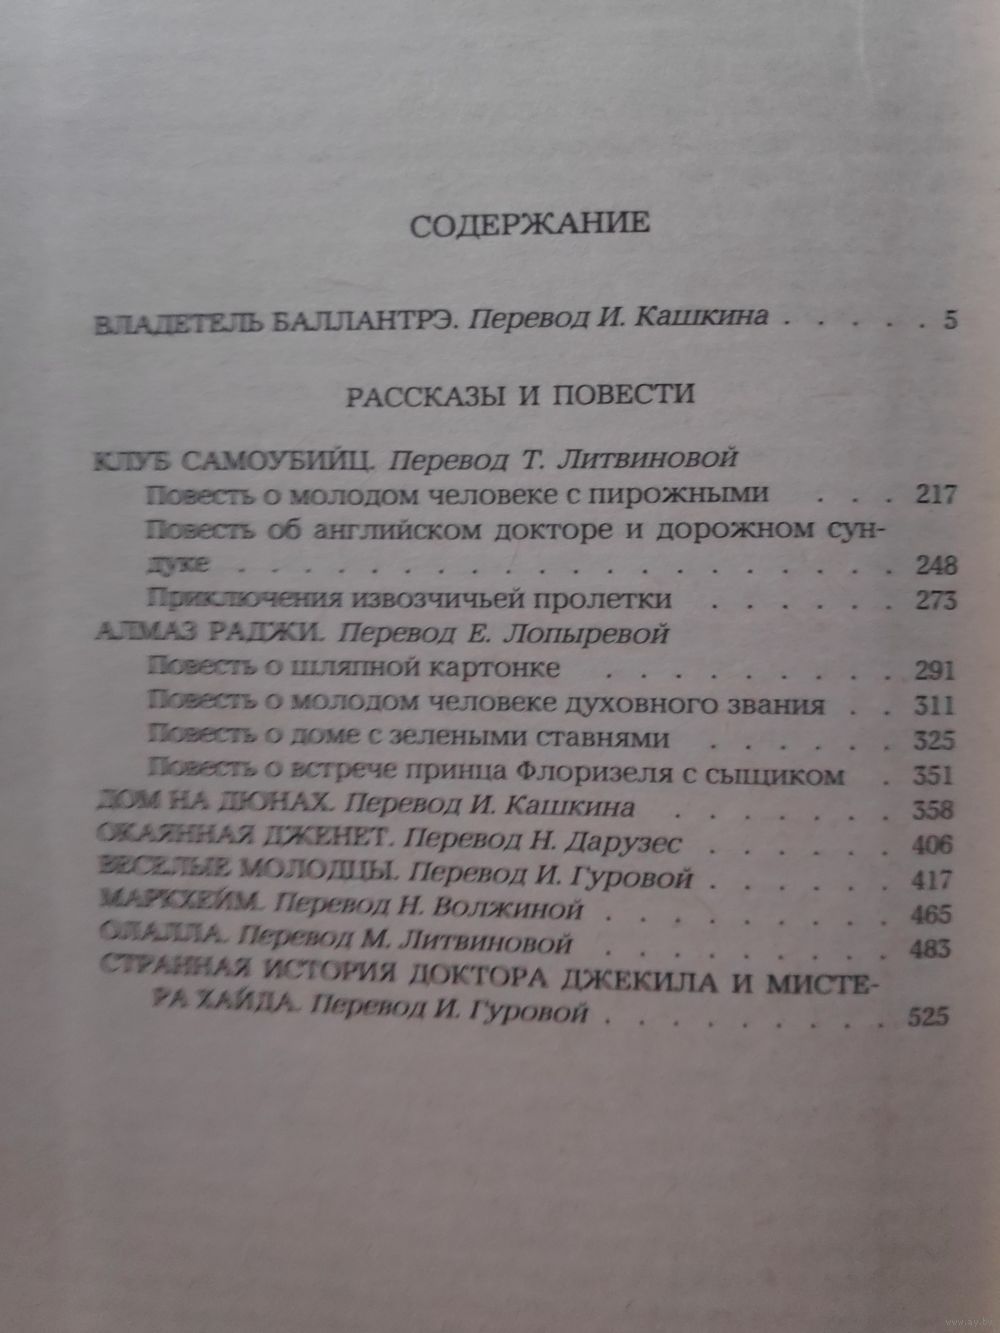 СОДЕРЖАНИЕ
ВЛАДЕТЕЛЬ БАЛЛАНТРЭ. Перевод И. Кашкина . . . . . 5
РАССКАЗЫ И ПОВЕСТИ
КЛУБ САМОУБИЙЦ. Перевод Т. Литвиновой
Повесть о молодом человеке с пирожными . . . 217
Повесть об английском докторе и дорожном сун-
дуке . . . . . . . . . . . . . . . . . . . . 248
Приключения извозчичьей пролетки . . . . . . 273
АЛМАЗ РАДЖИ. Перевод Е. Лопыревой
Повесть о шляпной картонке . . . . . . . . . 291
Повесть о молодом человеке духовного звания . . 311
Повесть о доме с зелеными ставнями . . . . . . 325
Повесть о встрече принца Флоризеля с сыщиком . 351
ДОМ НА ДЮНАХ. Перевод И. Кашкина . . . . . . . 358
ОКАЯННАЯ ДЖЕНЕТ. Перевод Н. Дарузес . . . . . . 406
ВЕСЕЛЫЕ МОЛОДЦЫ. Перевод И. Гуровой . . . . . . 417
МАРКХЕЙМ. Перевод Н. Волжиной . . . . . . . . . 465
ОЛАЛЛА. Перевод М. Литвиновой . . . . . . . . . 483
СТРАННАЯ ИСТОРИЯ ДОКТОРА ДЖЕКИЛА И МИСТЕ-
РА ХАЙДА. Перевод И. Гуровой . . . . . . . . . 525
www.ay.by